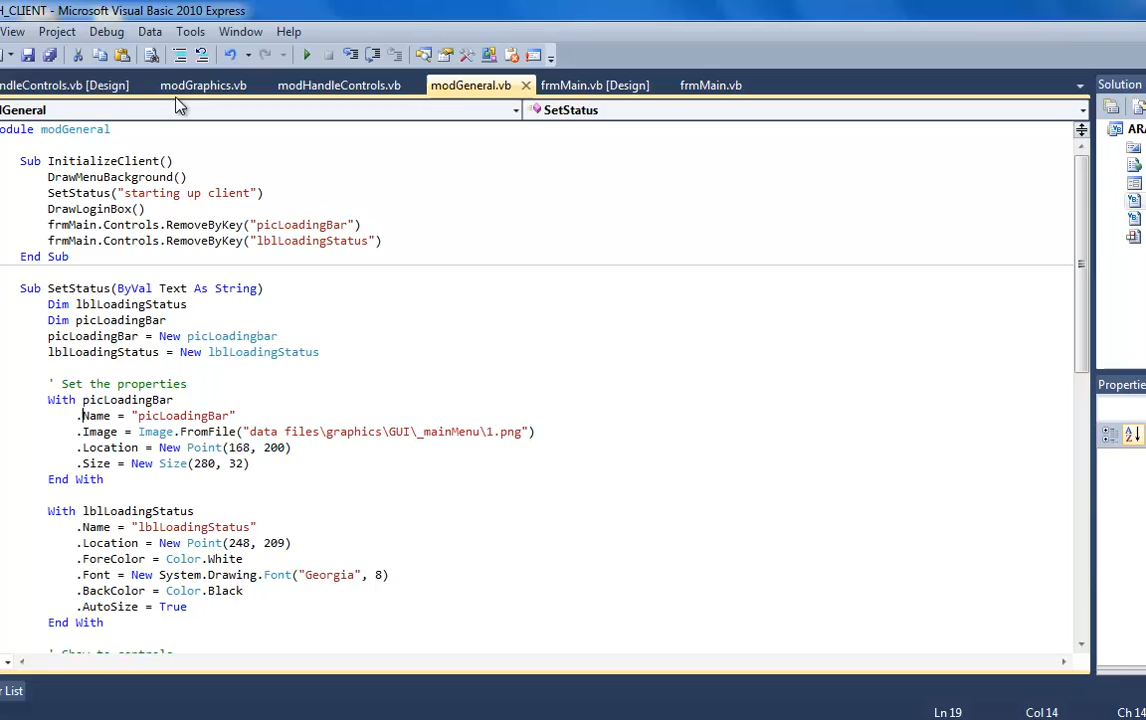 H_CLIENT - Microsoft Visual Basic 2010 Express
View Project Debug Data Tools Window Help
ndleControls.vb [Design] modGraphics.vb modHandleControls.vb modGeneral.vb frmMain.vb [Design] frmMain.vb Solution
dGeneral SetStatus
odule modGeneral ARA
Sub InitializeClient()
DrawMenuBackground()
SetStatus("starting up client")
DrawLoginBox()
frmMain.Controls.RemoveByKey("picLoadingBar")
frmMain.Controls.RemoveByKey("lblLoadingStatus")
End Sub
Sub SetStatus(ByVal Text As String)
Dim lblLoadingStatus
Dim picLoadingBar
picLoadingBar = New picLoadingbar
lblLoadingStatus = New lblLoadingStatus
' Set the properties
With picLoadingBar
.Name = "picLoadingBar"
.Image = Image.FromFile("data files\graphics\GUI\_mainMenu\1.png")
.Location = New Point(168, 200)
.Size = New Size(280, 32)
End With
With lblLoadingStatus
.Name = "lblLoadingStatus"
.Location = New Point(248, 209)
.ForeColor = Color.White
.Font = New System.Drawing.Font("Georgia", 8)
.BackColor = Color.Black
.AutoSize = True
End With
' Show to controls
Propertie
r List
Ln 19 Col 14 Ch 14